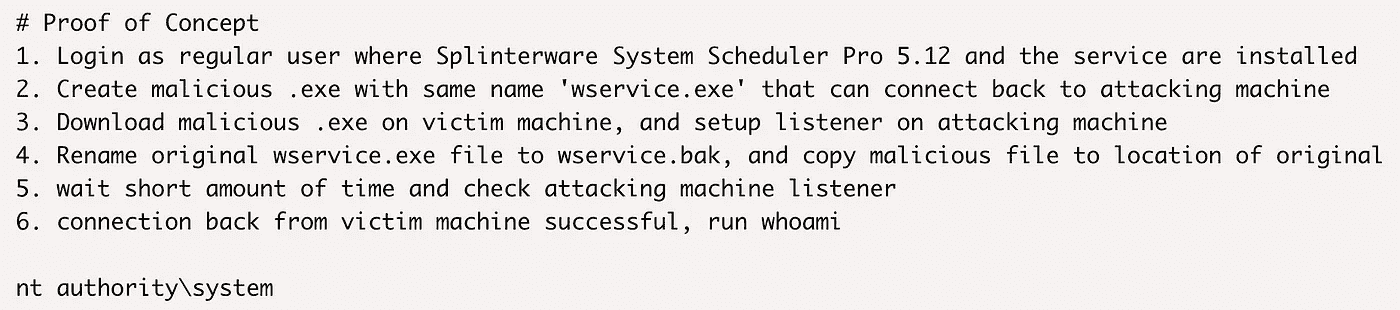 # Proof of Concept
1. Login as regular user where Splinterware System Scheduler Pro 5.12 and the service are installed
2. Create malicious .exe with same name 'wservice.exe' that can connect back to attacking machine
3. Download malicious .exe on victim machine, and setup listener on attacking machine
4. Rename original wservice.exe file to wservice.bak, and copy malicious file to location of original
5. wait short amount of time and check attacking machine listener
6. connection back from victim machine successful, run whoami
nt authority\system